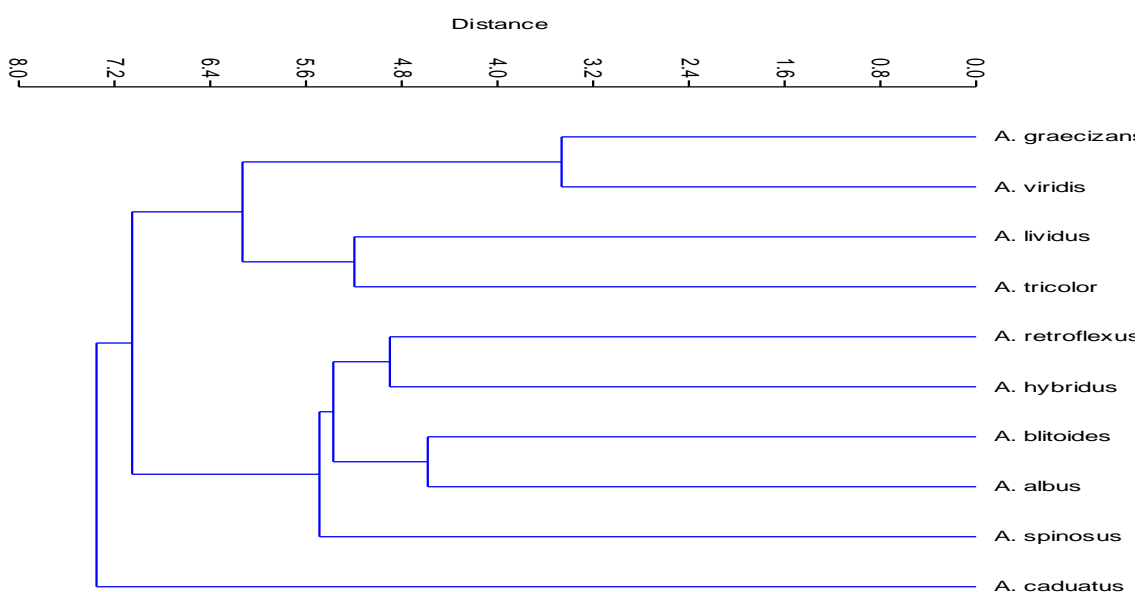 Distance
8.0 7.2 6.4 5.6 4.8 4.0 3.2 2.4 1.6 0.8 0.0
A. graecizans
A. viridis
A. lividus
A. tricolor
A. retroflexus
A. hybridus
A. blitoides
A. albus
A. spinosus
A. caduatus